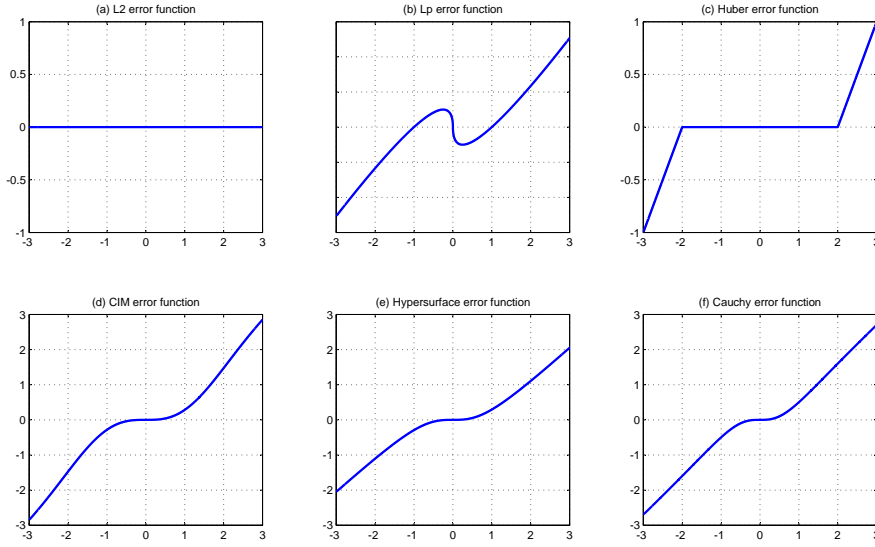 (a) L2 error function
(b) Lp error function
(c) Huber error function
1
0.5
0
-0.5
-1
-3 -2 -1 0 1 2 3
-3 -2 -1 0 1 2 3
1
0.5
0
-0.5
-1
-3 -2 -1 0 1 2 3
(d) CIM error function
(e) Hypersurface error function
(f) Cauchy error function
3
2
1
0
-1
-2
-3
-3 -2 -1 0 1 2 3
3
2
1
0
-1
-2
-3
-3 -2 -1 0 1 2 3
3
2
1
0
-1
-2
-3
-3 -2 -1 0 1 2 3